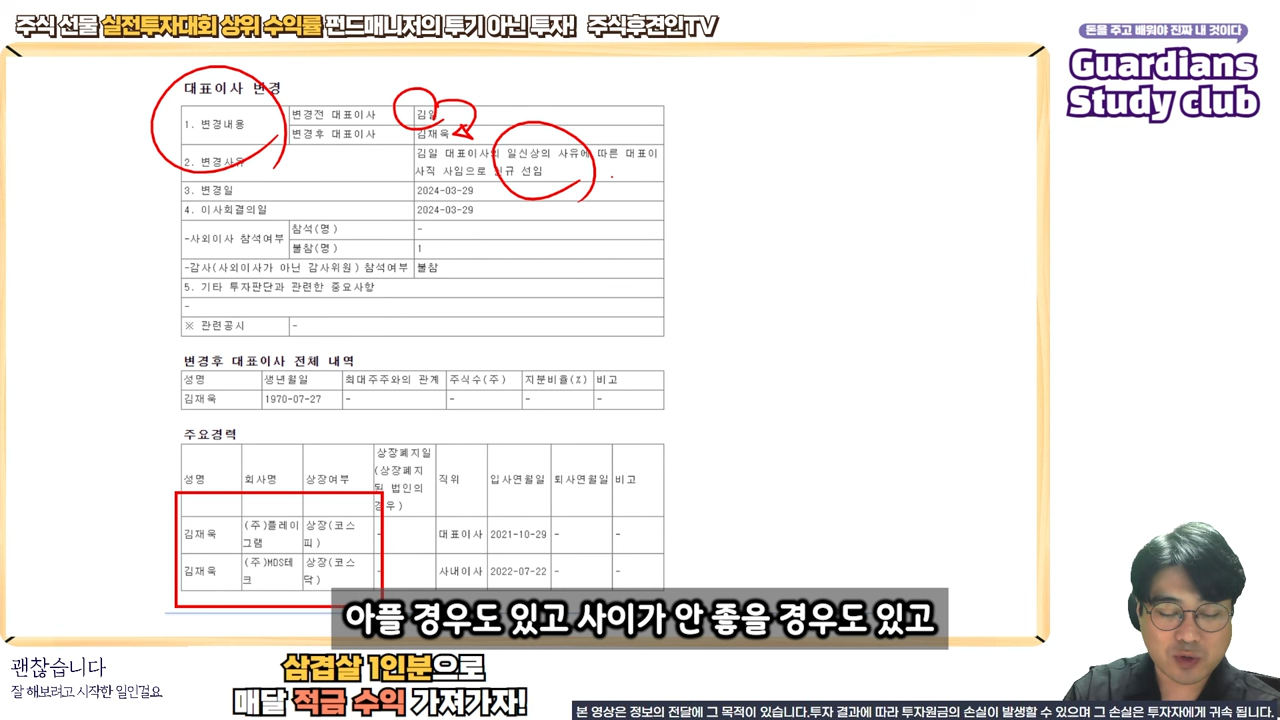 주식 선물 실전투자대회 상위 수익률 펀드매니저의 투기 아닌 투자! 주식후견인TV
돈을 주고 배워야 진짜 내 것이다
Guardians
Study club
대표이사 변경
1. 변경내용
변경전 대표이사
김일
변경후 대표이사
김재욱
2. 변경사유
김일 대표이사의 일신상의 사유에 따른 대표이
사직 사임으로 신규 선임
3. 변경일
2024-03-29
4. 이사회결의일
2024-03-29
-사외이사 참석여부
참석(명)
-
불참(명)
1
-감사(사외이사가 아닌 감사위원) 참석여부
불참
5. 기타 투자판단과 관련한 중요사항
-
※ 관련공시
-
변경후 대표이사 전체 내역
성명 생년월일 최대주주와의 관계 주식수(주) 지분비율(%) 비고
김재욱 1970-07-27 - - - -
주요경력
성명 회사명 상장여부
상장폐지일
(상장폐지
된 법인의
경우)
직위 입사연월일 퇴사연월일 비고
김재욱
(주)플레이
그램
상장(코스
피)
-
대표이사 2021-10-29 - -
김재욱
(주)MDS테
크
상장(코스
닥)
-
사내이사 2022-07-22 - -
아플 경우도 있고 사이가 안 좋을 경우도 있고
괜찮습니다
잘 해보려고 시작한 일인걸요
삼겹살 1인분으로
매달 적금 수익 가져가자!
본 영상은 정보의 전달에 그 목적이 있습니다.투자 결과에 따라 투자원금의 손실이 발생할 수 있으며 그 손실은 투자자에게 귀속 됩니다.